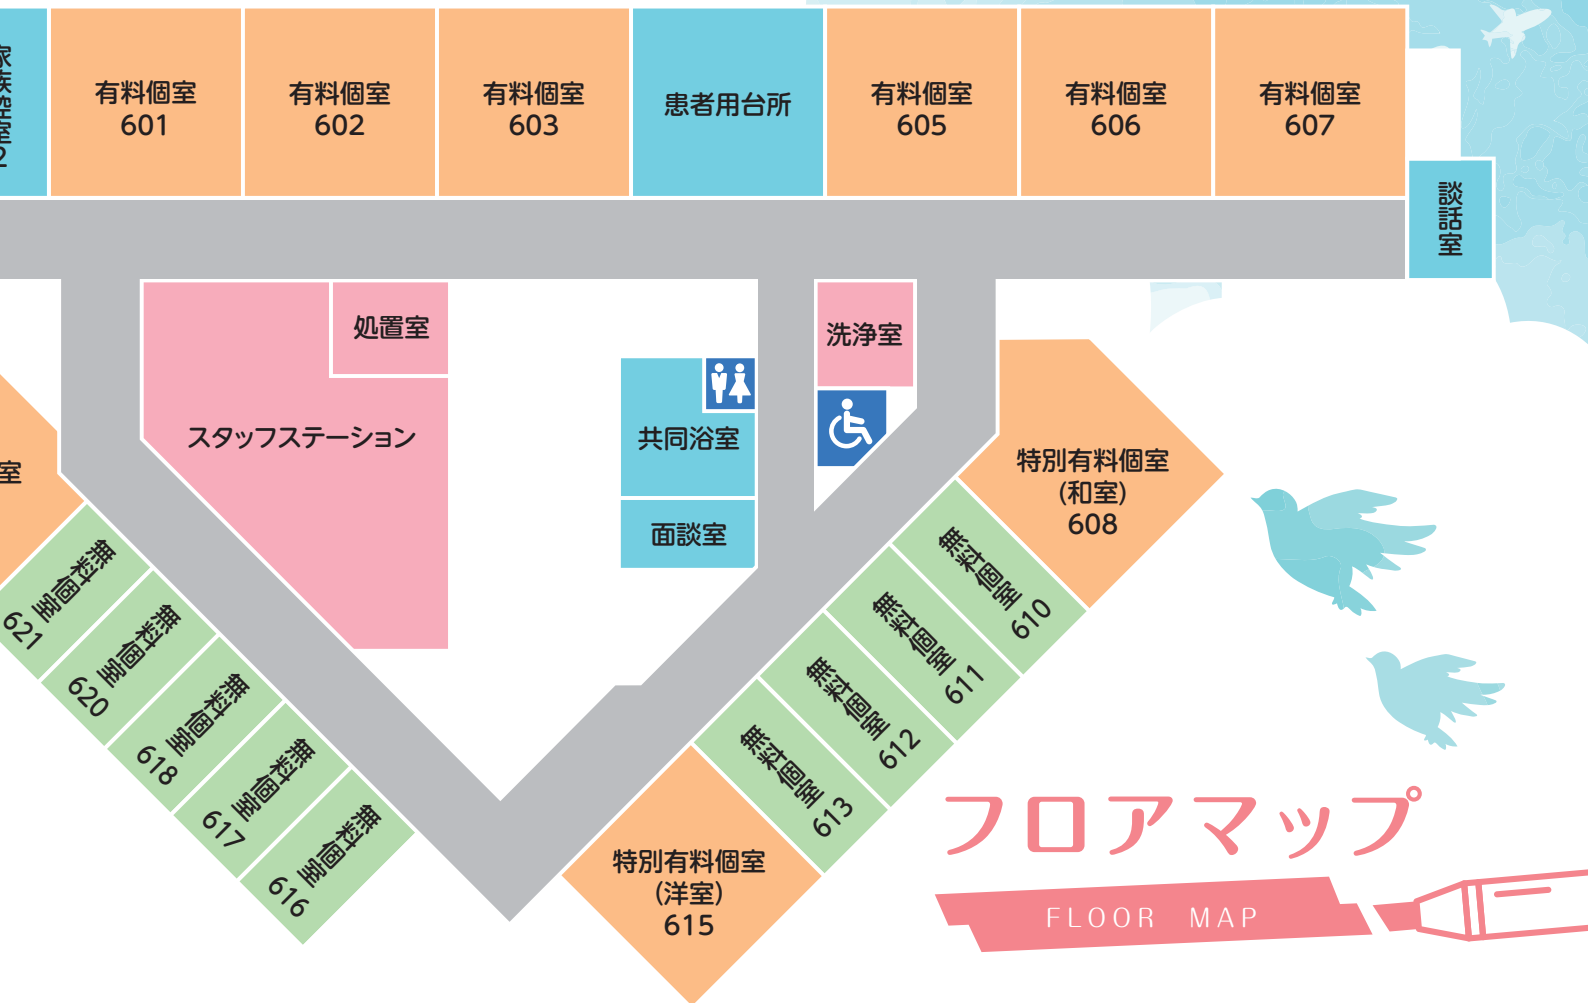 家族控室2
有料個室
601
有料個室
602
有料個室
603
患者用台所
有料個室
605
有料個室
606
有料個室
607
談話室
処置室
スタッフステーション
共同浴室
面談室
洗浄室
室
特別有料個室
(和室)
608
無料個室 610
無料個室 611
無料個室 612
無料個室 613
無料個室 621
無料個室 620
無料個室 618
無料個室 617
無料個室 616
特別有料個室
(洋室)
615
フロアマップ
FLOOR MAP